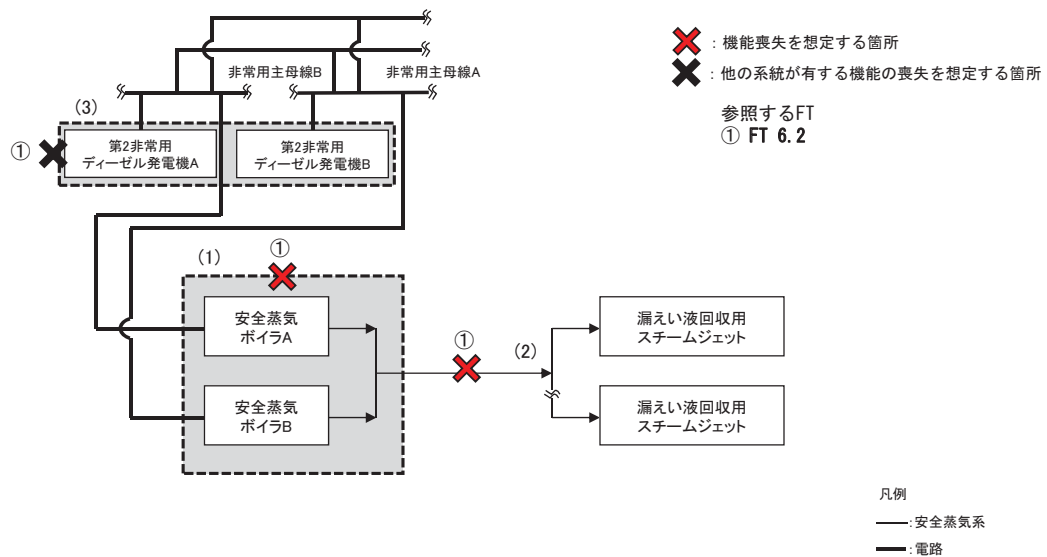 ：機能喪失を想定する箇所
：他の系統が有する機能の喪失を想定する箇所
参照するFT
① FT 6.2
非常用主母線B
非常用主母線A
(3)
①
第2非常用
ディーゼル発電機A
第2非常用
ディーゼル発電機B
(1)
①
安全蒸気
ボイラA
安全蒸気
ボイラB
①
(2)
漏えい液回収用
スチームジェット
漏えい液回収用
スチームジェット
凡例
:安全蒸気系
:電路